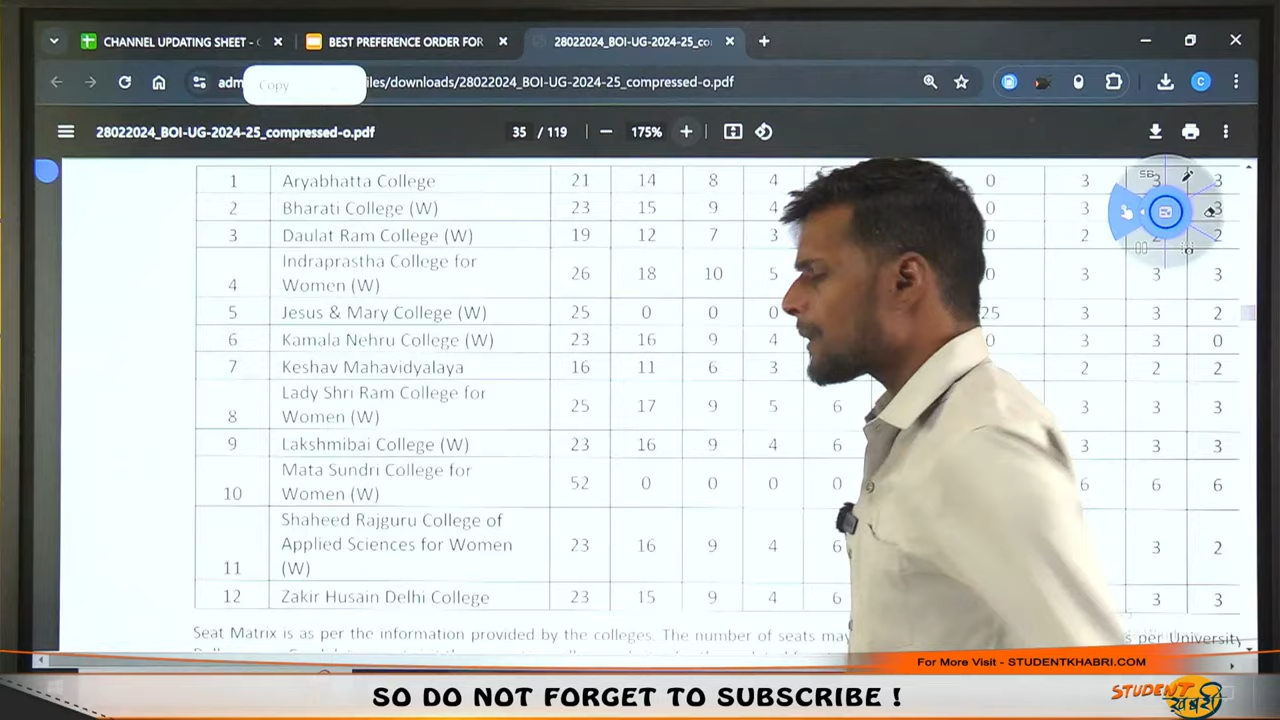 CHANNEL UPDATING SHEET - BEST PREFERENCE ORDER FOR 28022024_BOI-UG-2024-25_co
adm Copy iles/downloads/28022024_BOI-UG-2024-25_compressed-o.pdf C
28022024_BOI-UG-2024-25_compressed-o.pdf 35 / 119 175%
1 Aryabhatta College 21 14 8 4 0 3 3 3
2 Bharati College (W) 23 15 9 4 0 3 3
3 Daulat Ram College (W) 19 12 7 3 0 2 2 2
4 Indraprastha College for
Women (W) 26 18 10 5 0 3 3 3
5 Jesus & Mary College (W) 25 0 0 0 25 3 3 2
6 Kamala Nehru College (W) 23 16 9 4 0 3 3 0
7 Keshav Mahavidyalaya 16 11 6 3 2 2 2
8 Lady Shri Ram College for
Women (W) 25 17 9 5 6 3 3 3
9 Lakshmibai College (W) 23 16 9 4 6 3 3 3
10 Mata Sundri College for
Women (W) 52 0 0 0 0 6 6 6
11 Shaheed Rajguru College of
Applied Sciences for Women
(W) 23 16 9 4 6 3 2
12 Zakir Husain Delhi College 23 15 9 4 6 3 3
Seat Matrix is as per the information provided by the colleges. The number of seats may s per University
For More Visit - STUDENTKHABRI.COM
SO DO NOT FORGET TO SUBSCRIBE !
STUDENT
खबरी